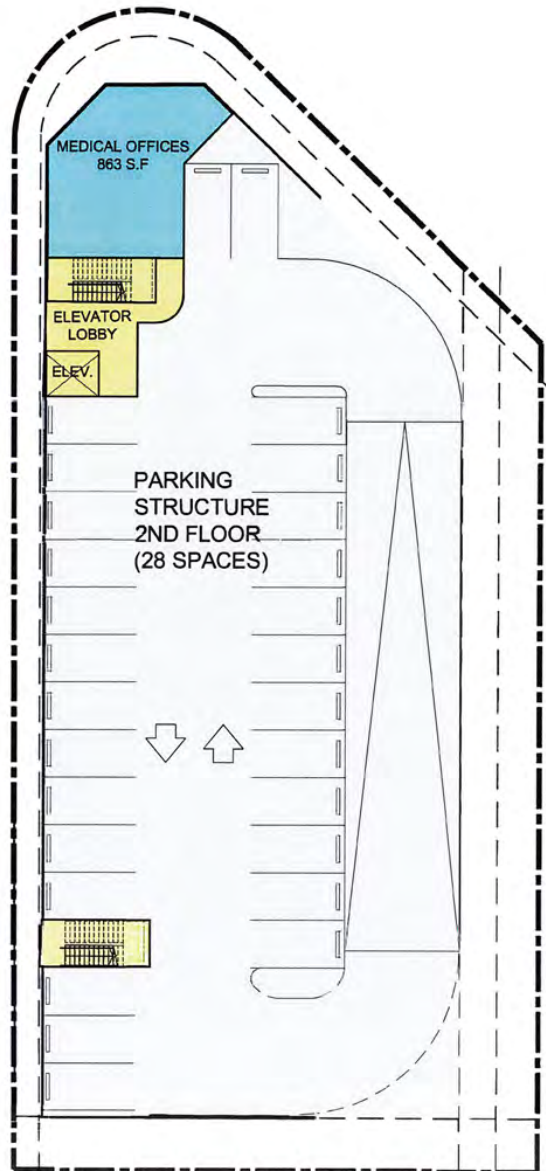 MEDICAL OFFICES
863 S.F
ELEVATOR
LOBBY
ELEV.
PARKING
STRUCTURE
2ND FLOOR
(28 SPACES)